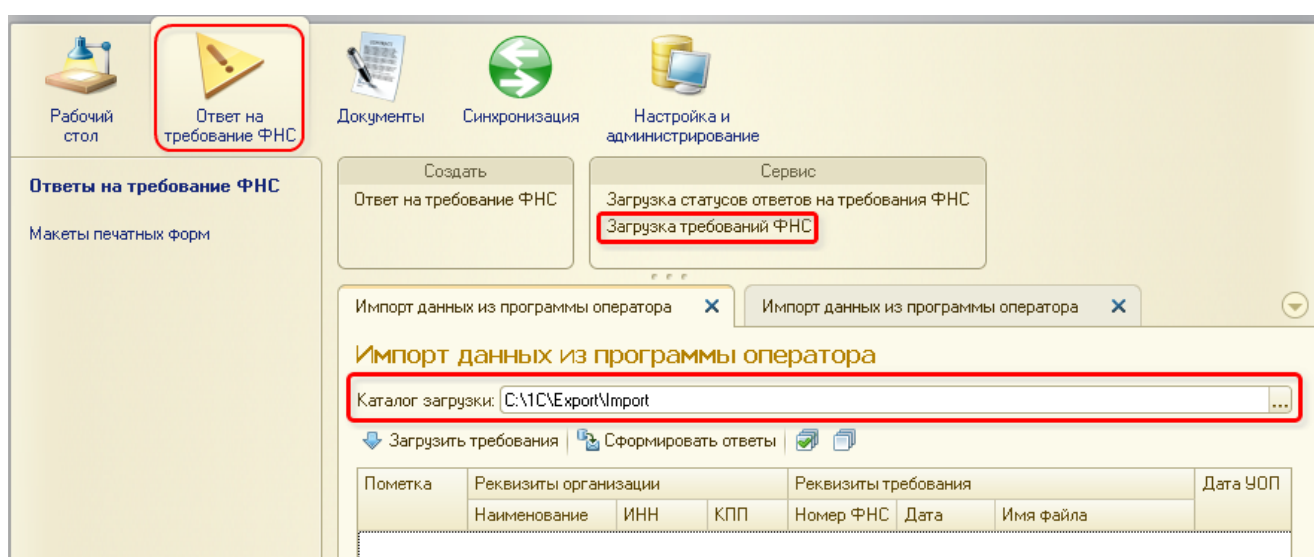 Рабочий
стол
Ответ на
требование ФНС
Документы
Синхронизация
Настройка и
администрирование
Ответы на требование ФНС
Макеты печатных форм
Создать
Ответ на требование ФНС
Сервис
Загрузка статусов ответов на требования ФНС
Загрузка требований ФНС
Импорт данных из программы оператора
Импорт данных из программы оператора
Импорт данных из программы оператора
Каталог загрузки: C:\1C\Export\Import ...
Загрузить требования Сформировать ответы
Пометка Реквизиты организации Реквизиты требования Дата УОП
Наименование ИНН КПП Номер ФНС Дата Имя файла